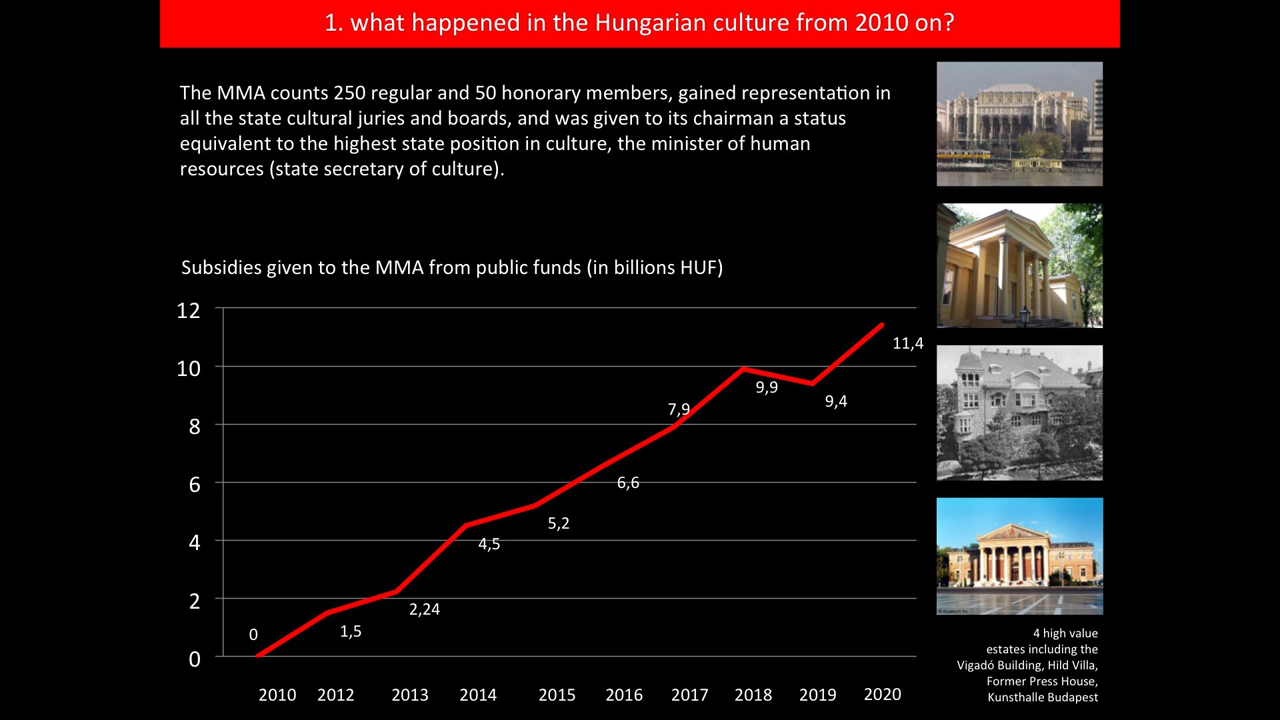 1. what happened in the Hungarian culture from 2010 on?
The MMA counts 250 regular and 50 honorary members, gained representation in
all the state cultural juries and boards, and was given to its chairman a status
equivalent to the highest state position in culture, the minister of human
resources (state secretary of culture).
Subsidies given to the MMA from public funds (in billions HUF)
12
10
8
6
4
2
0
0
1,5
2,24
4,5
5,2
6,6
7,9
9,9
9,4
11,4
2010 2012 2013 2014 2015 2016 2017 2018 2019 2020
4 high value
estates including the
Vigadó Building, Hild Villa,
Former Press House,
Kunsthalle Budapest